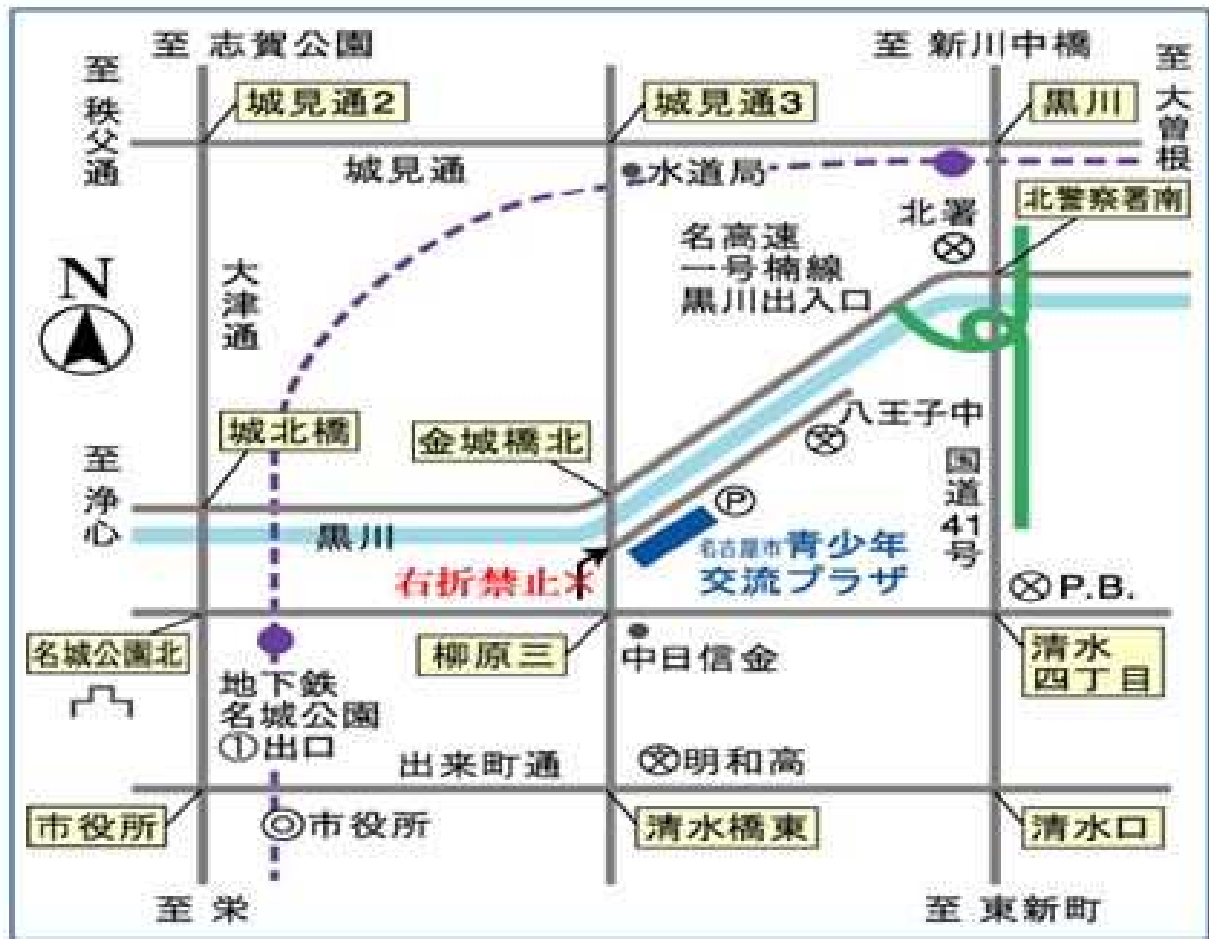 至 志賀公園
至 新川中橋
至秩父通
至大曽根
城見通2
城見通3
黒川
城見通
水道局
北警察署南
北署
名高速
一号楠線
黒川出入口
N
大津通
城北橋
金城橋北
八王子中
至浄心
国道41号
P
黒川
名古屋市青少年
交流プラザ
右折禁止※
P.B.
名城公園北
柳原三
中日信金
清水
四丁目
地下鉄
名城公園
①出口
出来町通
文明和高
市役所
市役所
清水橋東
清水口
至 栄
至 東新町